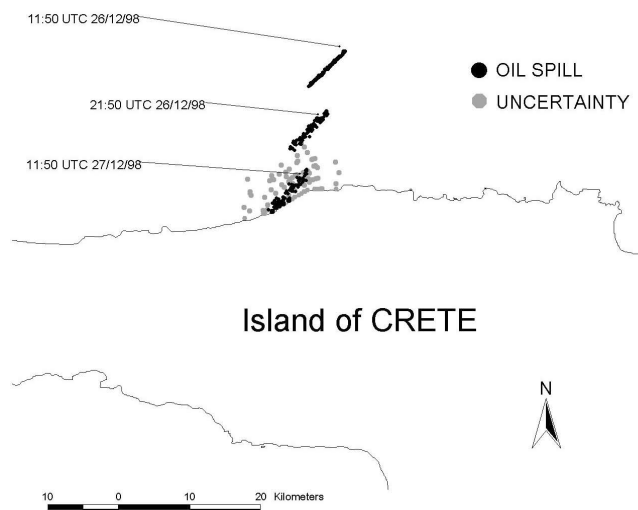 11:50 UTC 26/12/98
OIL SPILL
21:50 UTC 26/12/98
UNCERTAINTY
11:50 UTC 27/12/98
Island of CRETE
N
10 0 10 20 Kilometers